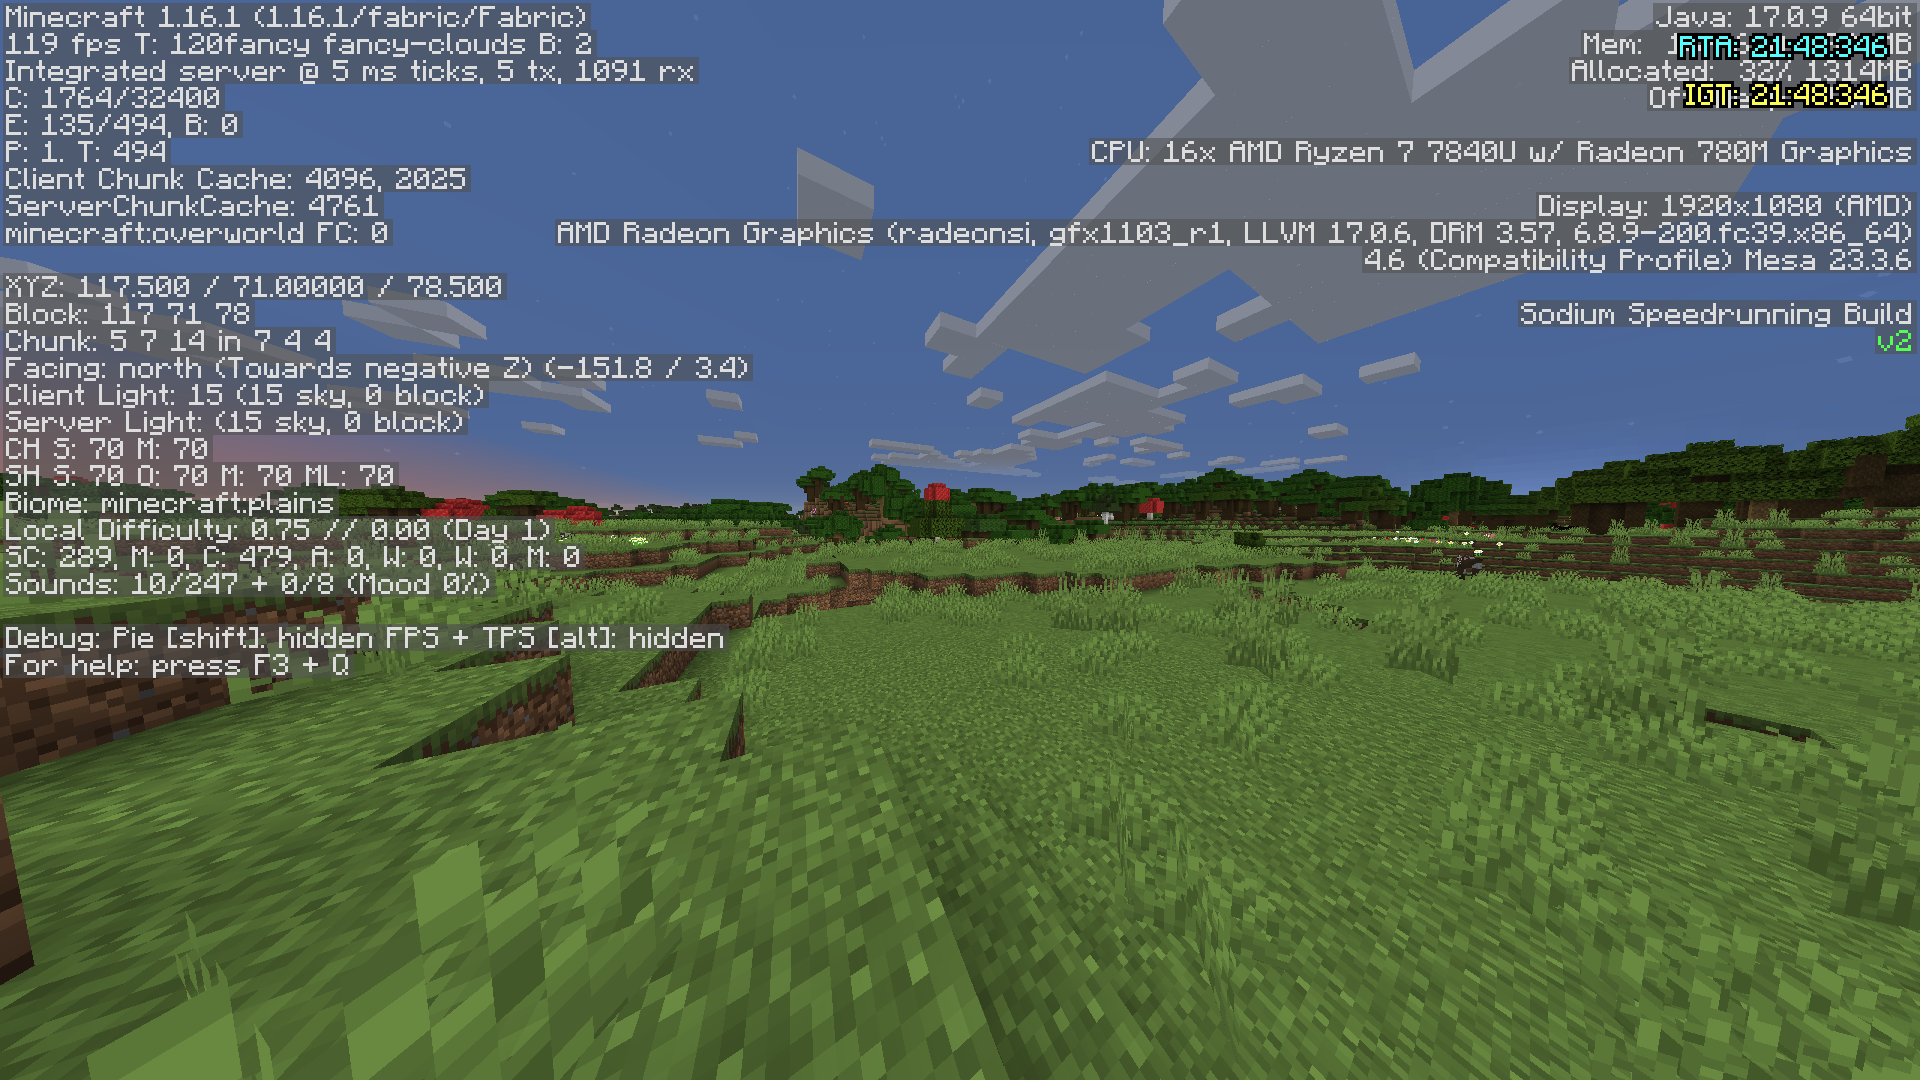 Minecraft 1.16.1 (1.16.1/fabric/Fabric)
119 fps T: 120fancy fancy-clouds B: 2
Integrated server @ 5 ms ticks, 5 tx, 1091 rx
C: 1764/32400
E: 135/494, B: 0
P: 1. T: 494
Client Chunk Cache: 4096, 2025
ServerChunkCache: 4761
minecraft:overworld FC: 0
XYZ: 117.500 / 71.00000 / 78.500
Block: 117 71 78
Chunk: 5 7 14 in 7 4 4
Facing: north (Towards negative Z) (-151.8 / 3.4)
Client Light: 15 (15 sky, 0 block)
Server Light: (15 sky, 0 block)
CH S: 70 M: 70
SH S: 70 O: 70 M: 70 ML: 70
Biome: minecraft:plains
Local Difficulty: 0.75 // 0.00 (Day 1)
SC: 289, M: 0, C: 479, A: 0, W: 0, W: 0, M: 0
Sounds: 10/247 + 0/8 (Mood 0%)
Debug: Pie [shift]: hidden FPS + TPS [alt]: hidden
For help: press F3 + Q
Java: 17.0.9 64bit
Mem:
RTA: 21:48.346
Allocated: 32% 1314MB
IGT: 21:48.346
CPU: 16x AMD Ryzen 7 7840U w/ Radeon 780M Graphics
Display: 1920x1080 (AMD)
AMD Radeon Graphics (radeonsi, gfx1103_r1, LLVM 17.0.6, DRM 3.57, 6.8.9-200.fc39.x86_64)
4.6 (Compatibility Profile) Mesa 23.3.6
Sodium Speedrunning Build
v2